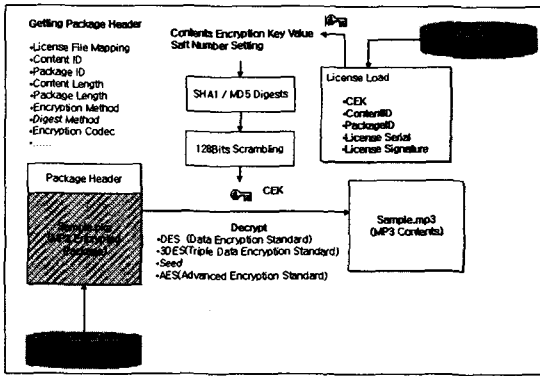 Getting Package Header
•License File Mapping
•Content ID
•Package ID
•Content Length
•Package Length
•Encryption Method
•Digest Method
•Encryption Codec
•......
Contents Encryption Key Value
Salt Number Setting
SHA1 / MD5 Digests
128Bits Scrambling
CEK
License Load
•CEK
•ContentID
•PackageID
•License Serial
•License Signature
Package Header
(MP3 Encrypted
Package)
Decrypt
•DES (Data Encryption Standard)
•3DES(Triple Data Encryption Standard)
•Seed
•AES(Advanced Encryption Standard)
Sample.mp3
(MP3 Contents)